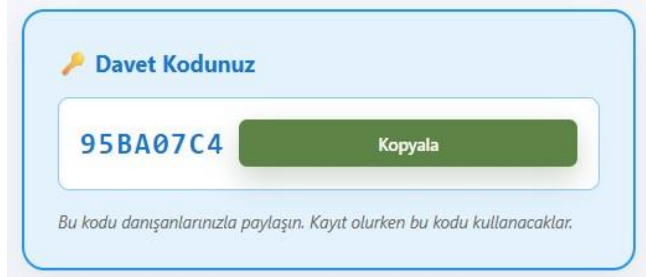 Davet Kodunuz
95BA07C4
Kopyala
Bu kodu danışanlarınızla paylaşın. Kayıt olurken bu kodu kullanacaklar.